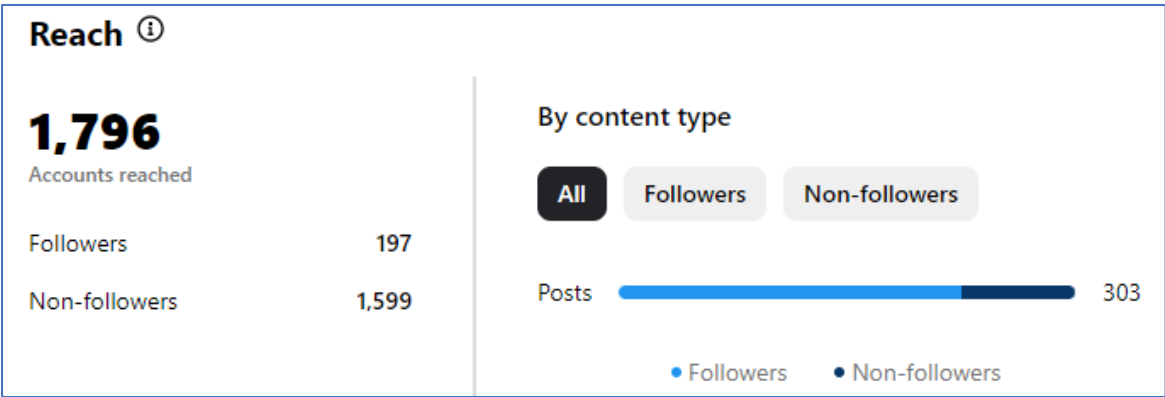 Reach
1,796
Accounts reached
Followers 197
Non-followers 1,599
By content type
All Followers Non-followers
Posts 303
Followers Non-followers